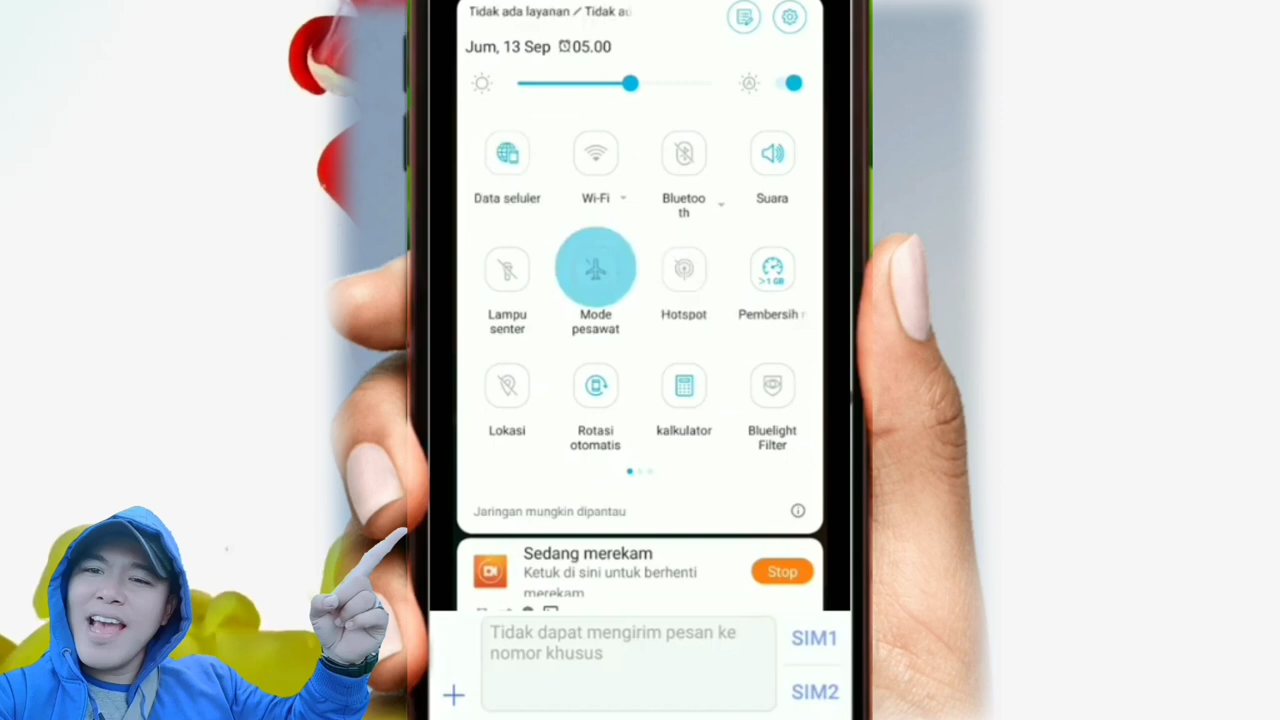 Tidak ada layanan / Tidak
Jum, 13 Sep 05.00
Data seluler
Wi-Fi
Bluetoo
th
Suara
Lampu
senter
Mode
pesawat
Hotspot
>1 GB
Pembersih
Lokasi
Rotasi
otomatis
kalkulator
Bluelight
Filter
Jaringan mungkin dipantau
Sedang merekam
Ketuk di sini untuk berhenti
merekam
Stop
Tidak dapat mengirim pesan ke
nomor khusus
SIM1
SIM2